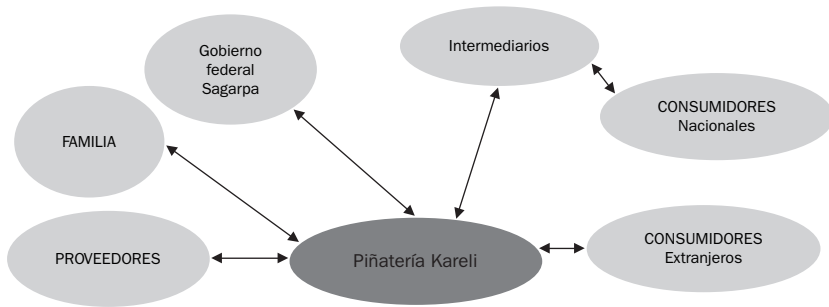 Gobierno
federal
Sagarpa
Intermediarios
CONSUMIDORES
Nacionales
FAMILIA
PROVEEDORES
Piñatería Kareli
CONSUMIDORES
Extranjeros